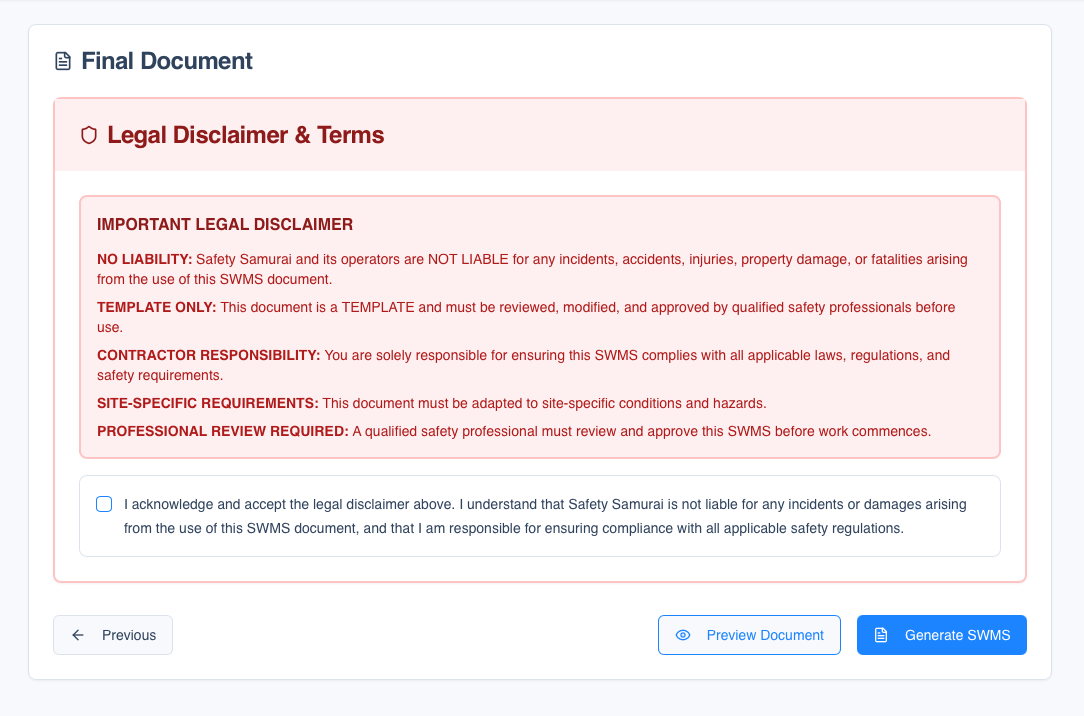 Final Document
Legal Disclaimer & Terms
IMPORTANT LEGAL DISCLAIMER
NO LIABILITY: Safety Samurai and its operators are NOT LIABLE for any incidents, accidents, injuries, property damage, or fatalities arising
from the use of this SWMS document.
TEMPLATE ONLY: This document is a TEMPLATE and must be reviewed, modified, and approved by qualified safety professionals before
use.
CONTRACTOR RESPONSIBILITY: You are solely responsible for ensuring this SWMS complies with all applicable laws, regulations, and
safety requirements.
SITE-SPECIFIC REQUIREMENTS: This document must be adapted to site-specific conditions and hazards.
PROFESSIONAL REVIEW REQUIRED: A qualified safety professional must review and approve this SWMS before work commences.
I acknowledge and accept the legal disclaimer above. I understand that Safety Samurai is not liable for any incidents or damages arising
from the use of this SWMS document, and that I am responsible for ensuring compliance with all applicable safety regulations.
Previous
Preview Document
Generate SWMS